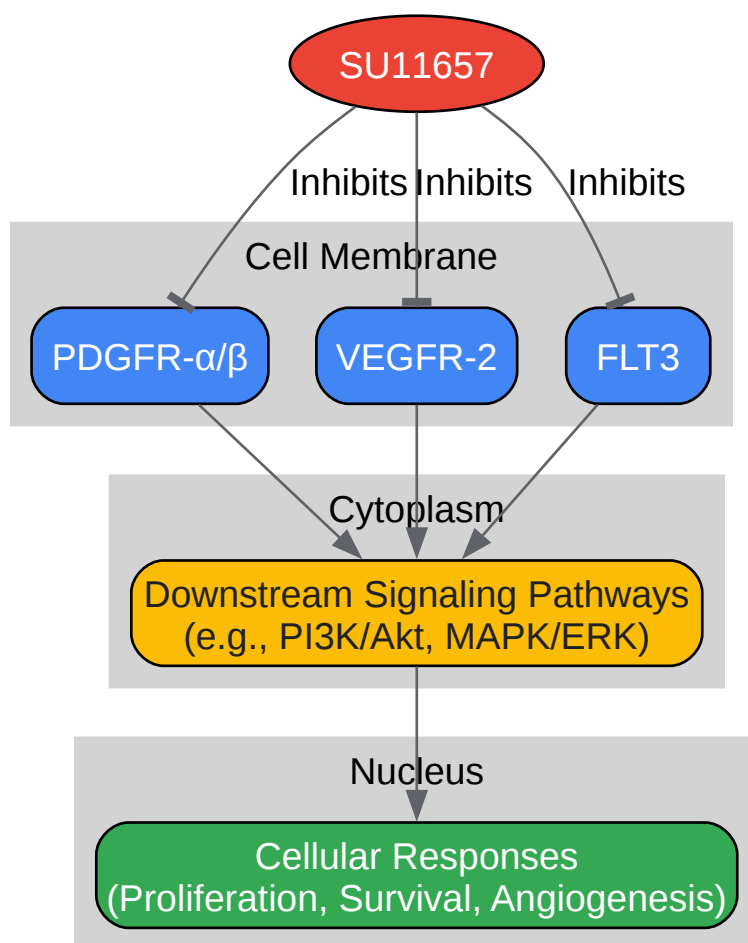 SU11657
Inhibits Inhibits Inhibits
Cell Membrane
PDGFR-α/β VEGFR-2 FLT3
Cytoplasm
Downstream Signaling Pathways
(e.g., PI3K/Akt, MAPK/ERK)
Nucleus
Cellular Responses
(Proliferation, Survival, Angiogenesis)